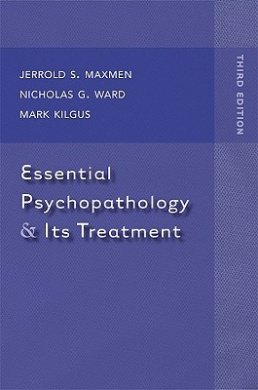 JERROLD S. MAXMEN
NICHOLAS G. WARD
MARK KILGUS
THIRD EDITION
Essential
Psychopathology
& Its Treatment